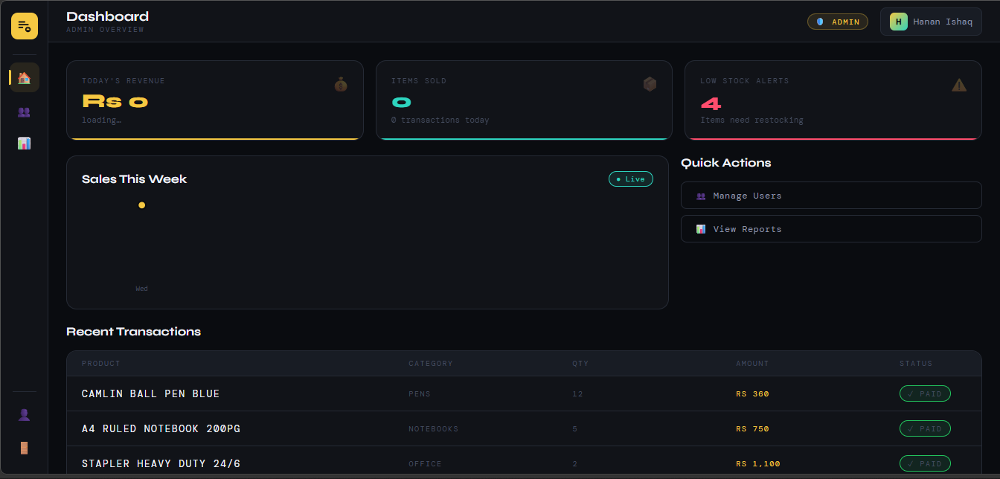 Dashboard
ADMIN OVERVIEW
ADMIN
H
Hanan Ishaq
TODAY'S REVENUE
Rs 0
loading…
ITEMS SOLD
0
0 transactions today
LOW STOCK ALERTS
4
Items need restocking
Sales This Week
● Live
Wed
Quick Actions
Manage Users
View Reports
Recent Transactions
PRODUCT CATEGORY QTY AMOUNT STATUS
CAMLIN BALL PEN BLUE PENS 12 RS 360 ✓ PAID
A4 RULED NOTEBOOK 200PG NOTEBOOKS 5 RS 750 ✓ PAID
STAPLER HEAVY DUTY 24/6 OFFICE 2 RS 1,100 ✓ PAID